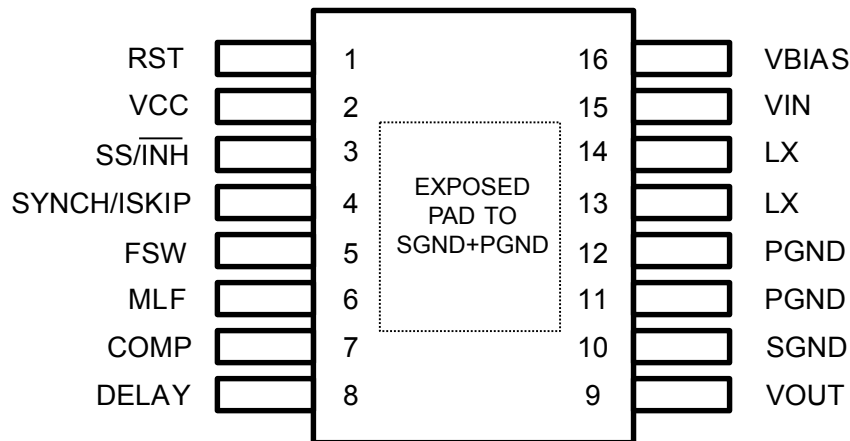 RST 1 16 VBIAS
VCC 2 15 VIN
SS/I̅N̅H̅ 3 14 LX
SYNCH/ISKIP 4 13 LX
FSW 5 12 PGND
MLF 6 11 PGND
COMP 7 10 SGND
DELAY 8 9 VOUT
EXPOSED
PAD TO
SGND+PGND